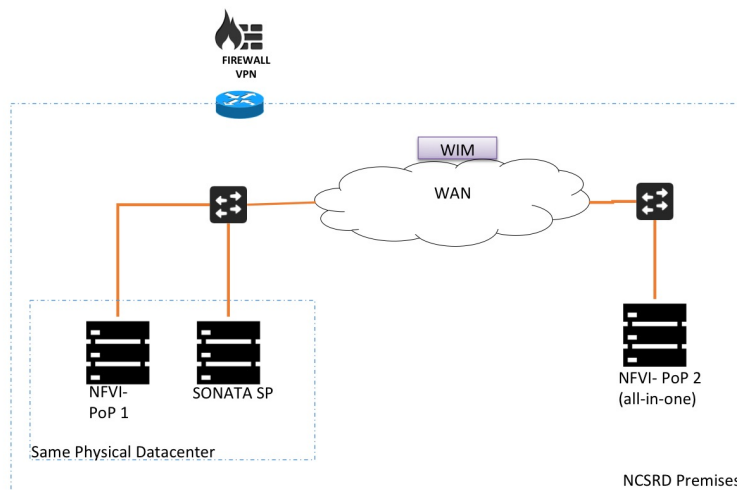 FIREWALL
VPN
WIM
WAN
NFVI-
PoP 1
SONATA SP
NFVI- PoP 2
(all-in-one)
Same Physical Datacenter
NCSRD Premises